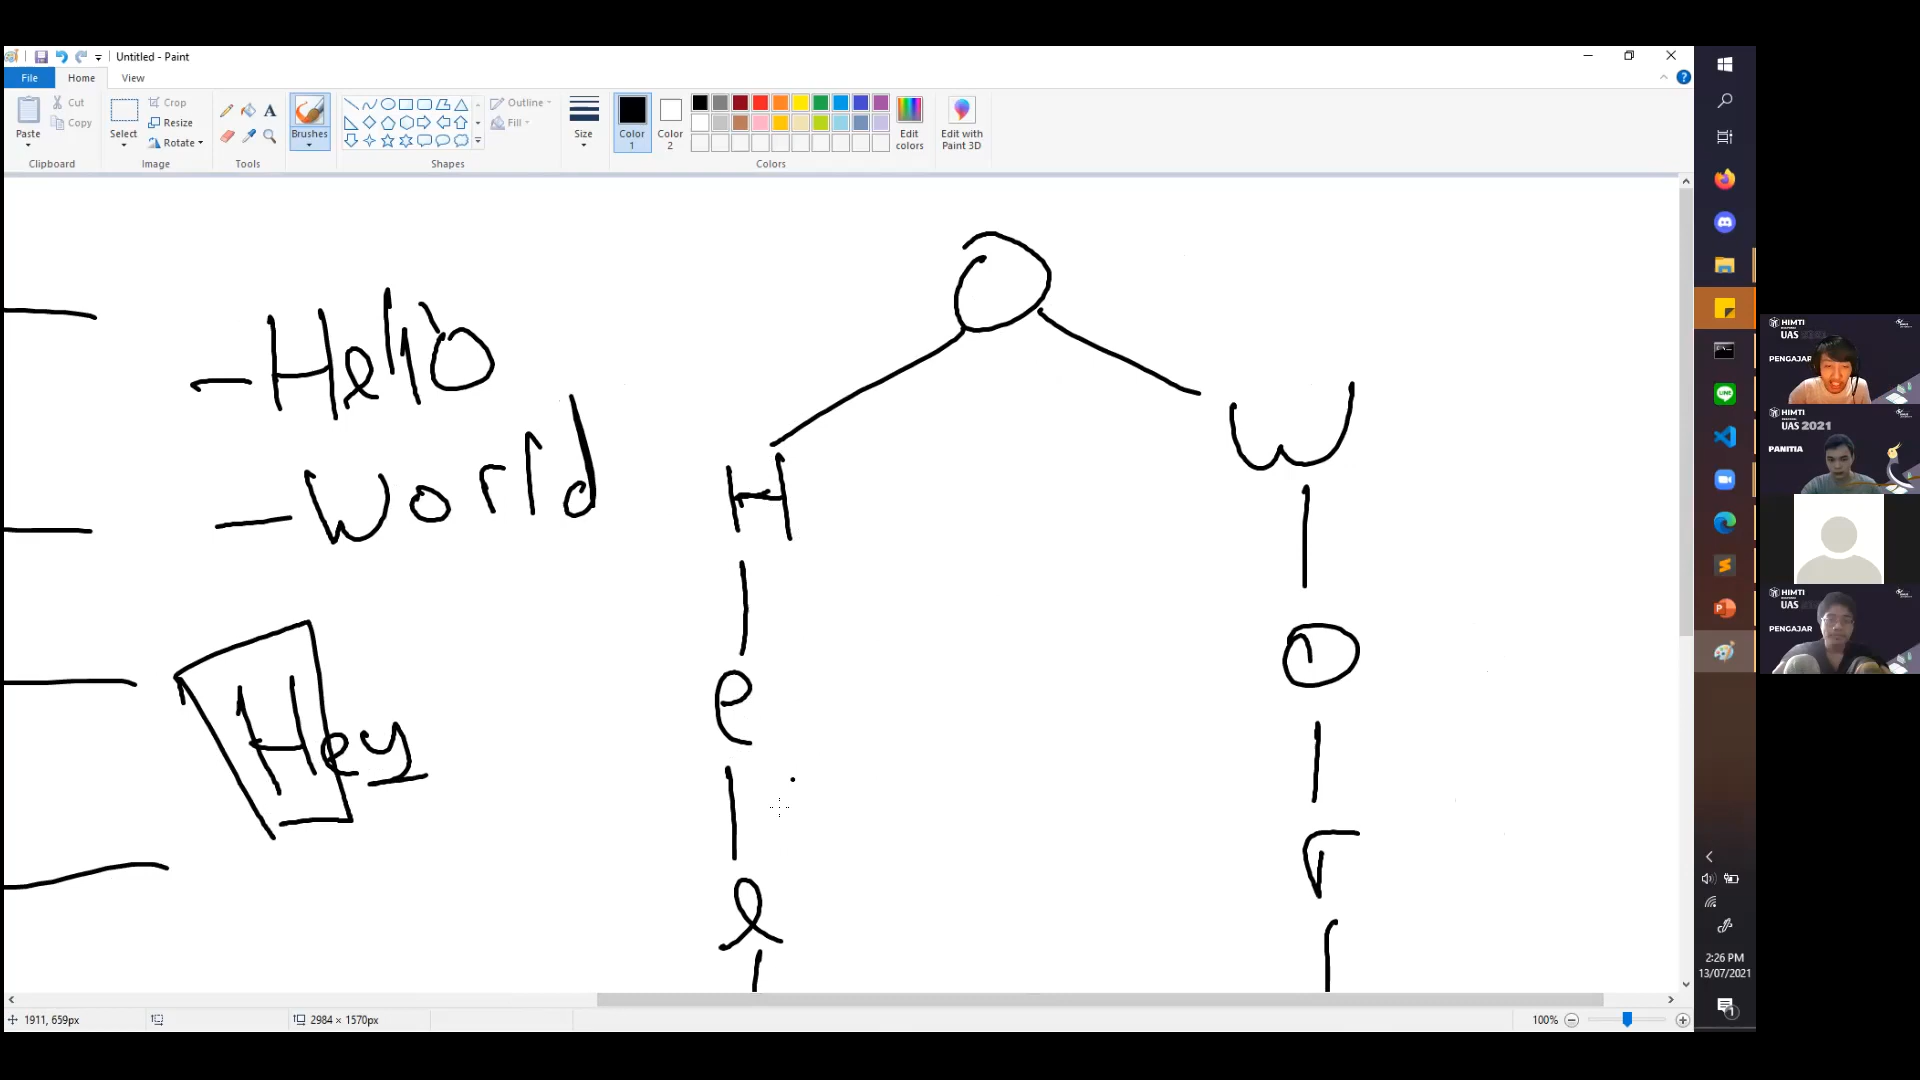 Untitled - Paint
File Home View
Paste
Cut
Copy
Clipboard
Select
Crop
Resize
Rotate
Image
Tools
Brushes
Shapes
Outline
Fill
Size
Color 1
Color 2
Colors
Edit colors
Edit with Paint 3D
- Hello
- World
Hey
H
e
l
W
o
r
1911, 659px
2984 × 1570px
100%
2:26 PM
13/07/2021
1
HIMTI
UAS
PENGAJAR
HIMTI
UAS 2021
PANITIA
HIMTI
UAS
PENGAJAR